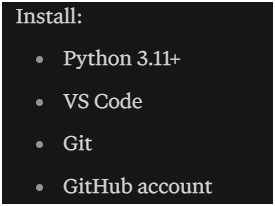 Install:
• Python 3.11+
• VS Code
• Git
• GitHub account